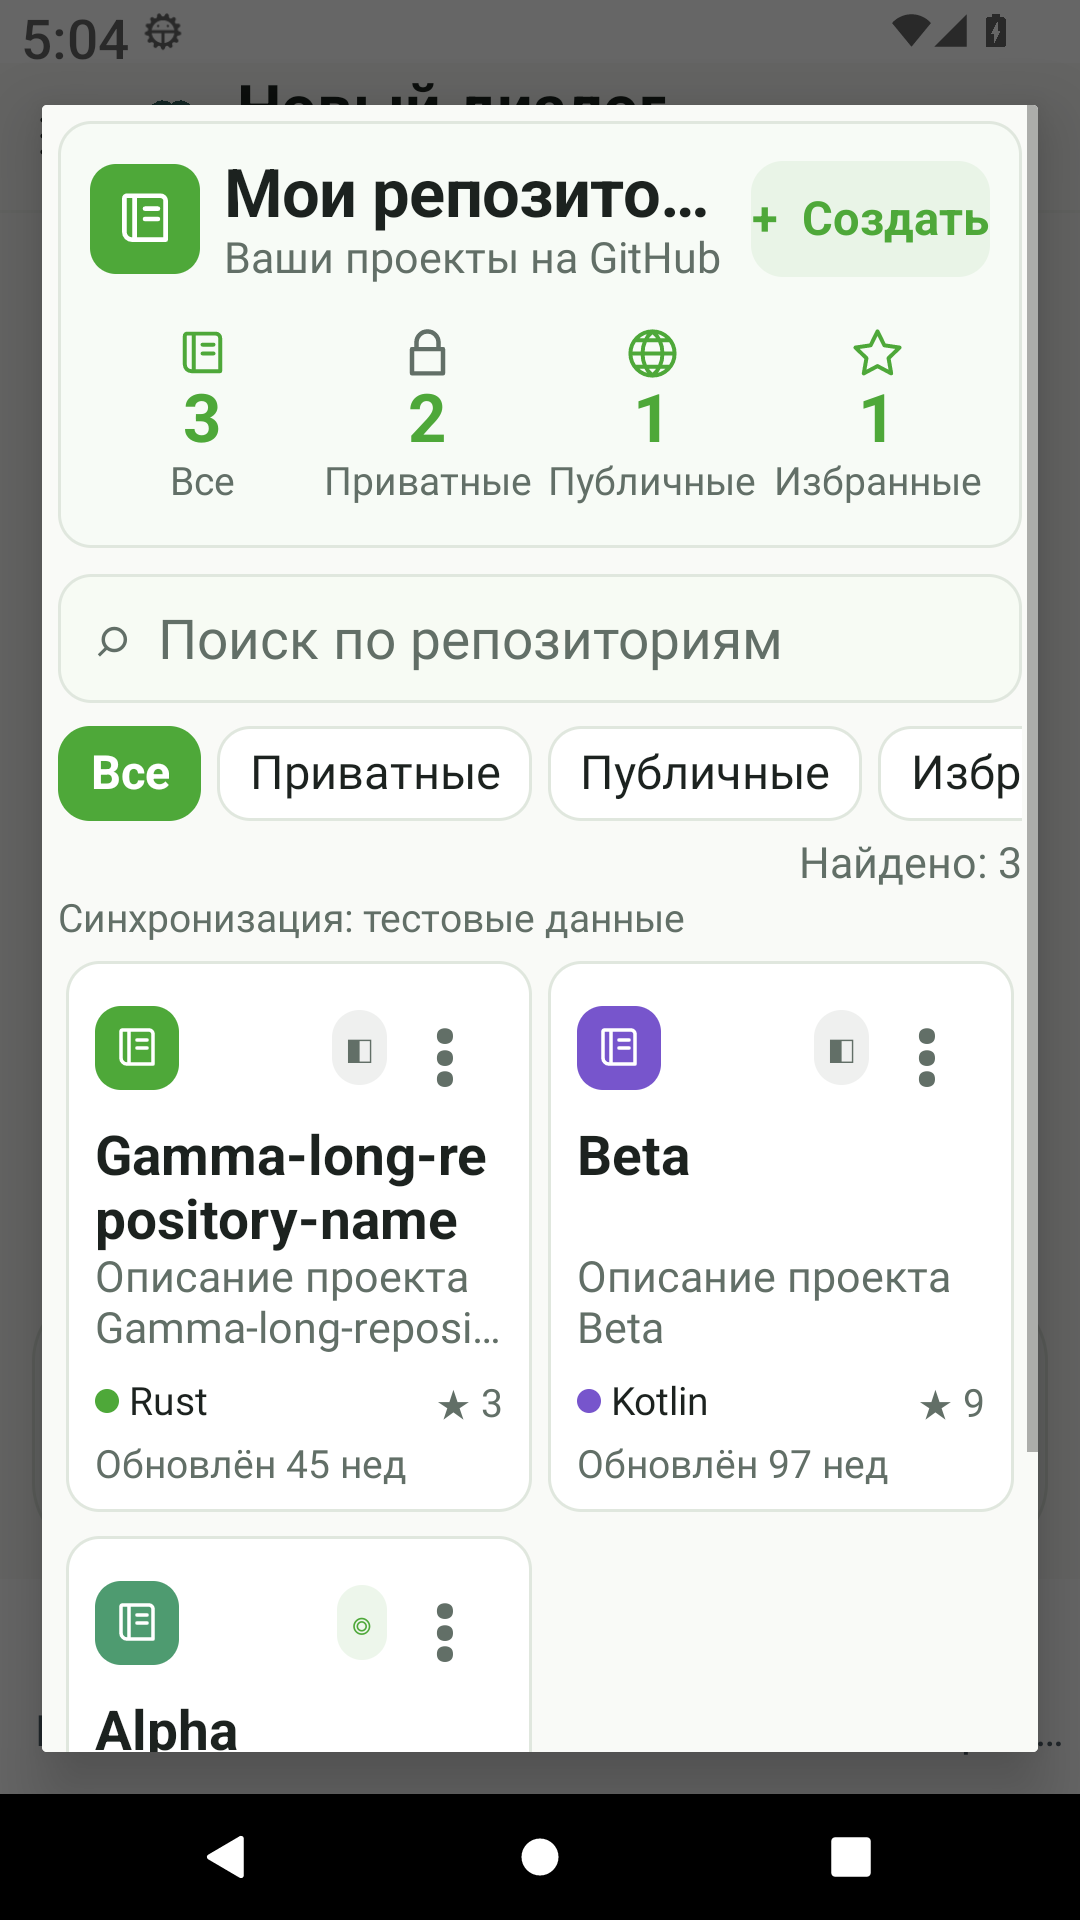 5:04
Новый диалог
Мои репозито...
+ Создать
Ваши проекты на GitHub
3
2
1
1
Все
Приватные
Публичные
Избранные
Поиск по репозиториям
Все
Приватные
Публичные
Избр
Найдено: 3
Синхронизация: тестовые данные
Gamma-long-re
pository-name
Описание проекта
Gamma-long-reposi...
Rust
★ 3
Обновлён 45 нед
Beta
Описание проекта
Beta
Kotlin
★ 9
Обновлён 97 нед
Alpha